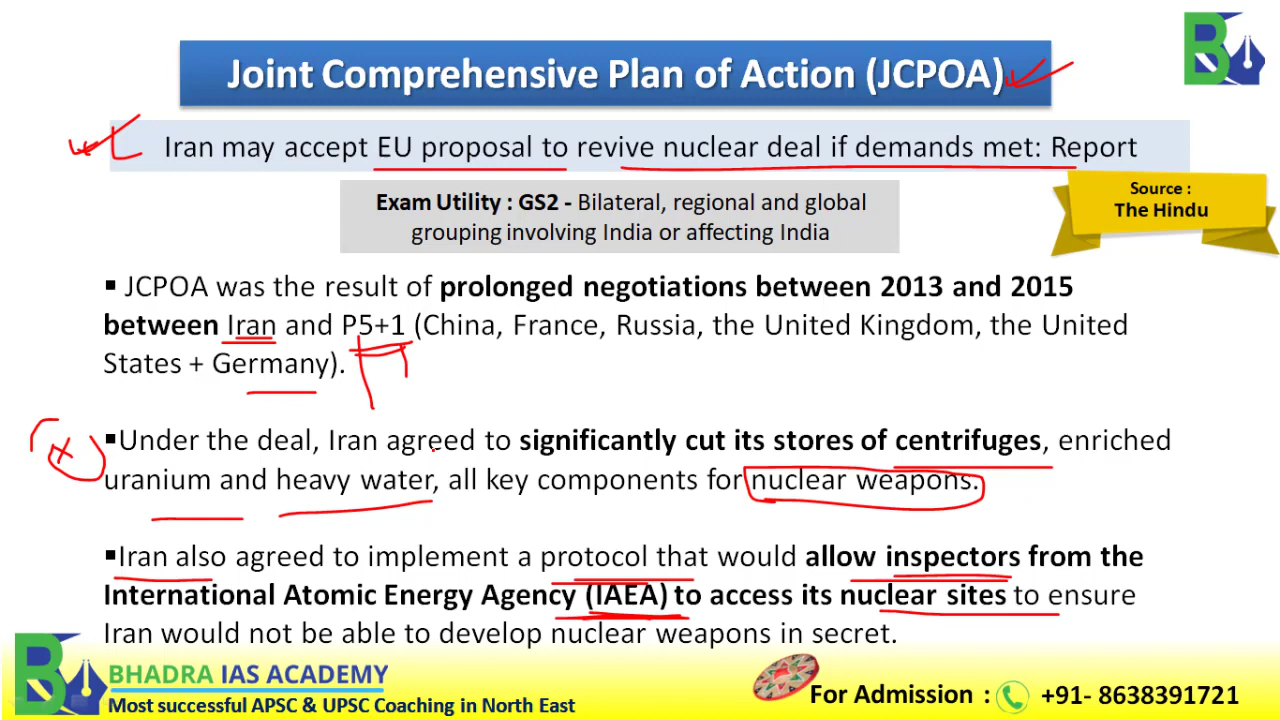 Joint Comprehensive Plan of Action (JCPOA)
Iran may accept EU proposal to revive nuclear deal if demands met: Report
Exam Utility : GS2 - Bilateral, regional and global
grouping involving India or affecting India
Source :
The Hindu
▪ JCPOA was the result of prolonged negotiations between 2013 and 2015
between Iran and P5+1 (China, France, Russia, the United Kingdom, the United
States + Germany).
▪Under the deal, Iran agreed to significantly cut its stores of centrifuges, enriched
uranium and heavy water, all key components for nuclear weapons.
▪Iran also agreed to implement a protocol that would allow inspectors from the
International Atomic Energy Agency (IAEA) to access its nuclear sites to ensure
Iran would not be able to develop nuclear weapons in secret.
BHADRA IAS ACADEMY
Most successful APSC & UPSC Coaching in North East
For Admission : +91- 8638391721